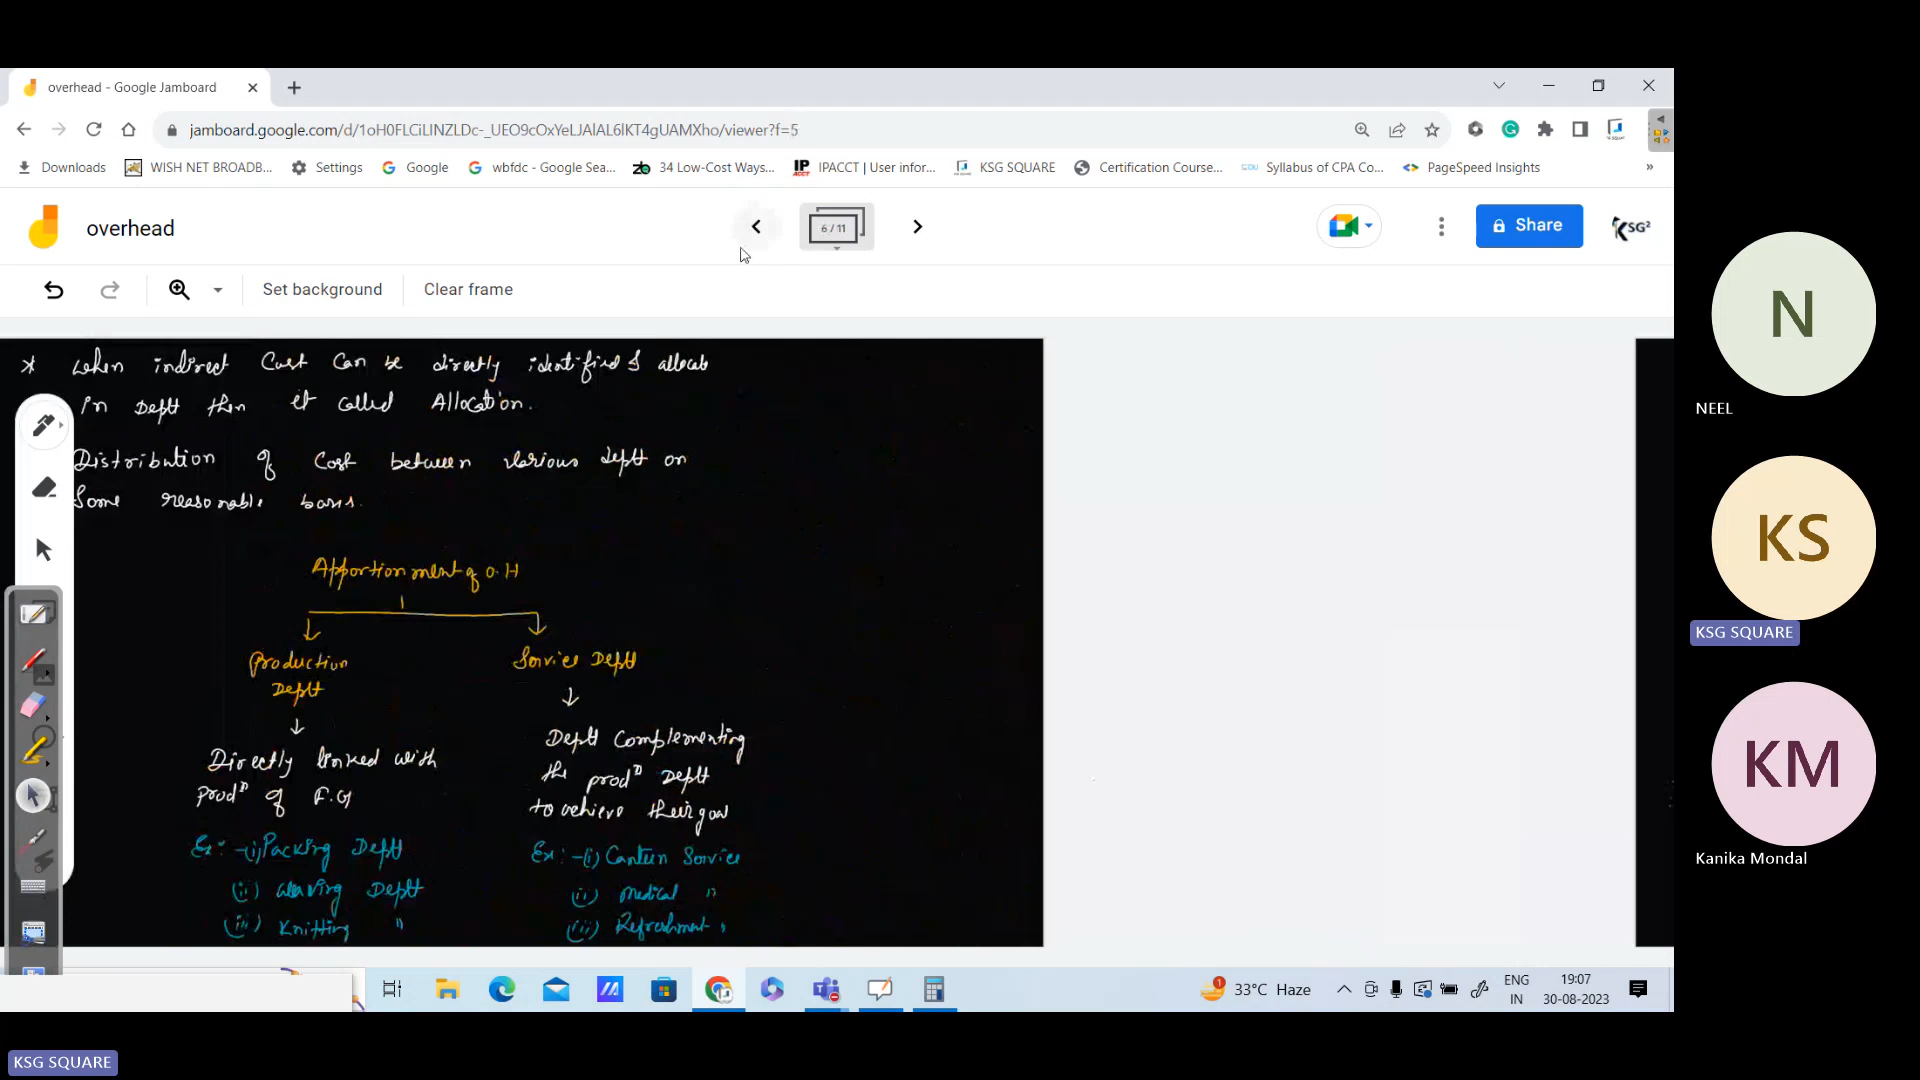 overhead - Google Jamboard
jamboard.google.com/d/1oH0FLCiLINZLDc-_UEO9cOxYeLJAlAL6lKT4gUAMXho/viewer?f=5
Downloads WISH NET BROADB... Settings Google wbfdc - Google Sea... 34 Low-Cost Ways... IPACCT | User infor... KSG SQUARE Certification Course... Syllabus of CPA Co... PageSpeed Insights »
overhead
6 / 11
Share
KSG²
Set background Clear frame
* When indirect Cost Can be directly identified & allocate
in Deptt then it called Allocation.
Distribution of Cost between various deptt on
Some reasonable basis.
Apportionment of O.H
Production Deptt
Service Deptt
Directly linked with
prodⁿ of F.G
Deptt Complementing
the prodⁿ Deptt
to achieve their goal
Ex: -(i) Packing Deptt
(ii) Weaving Deptt
(iii) Knitting "
Ex: -(i) Canteen Service
(ii) Medical "
(iii) Refreshment "
N
NEEL
KS
KSG SQUARE
KM
Kanika Mondal
1
33°C Haze
ENG
IN
19:07
30-08-2023
KSG SQUARE